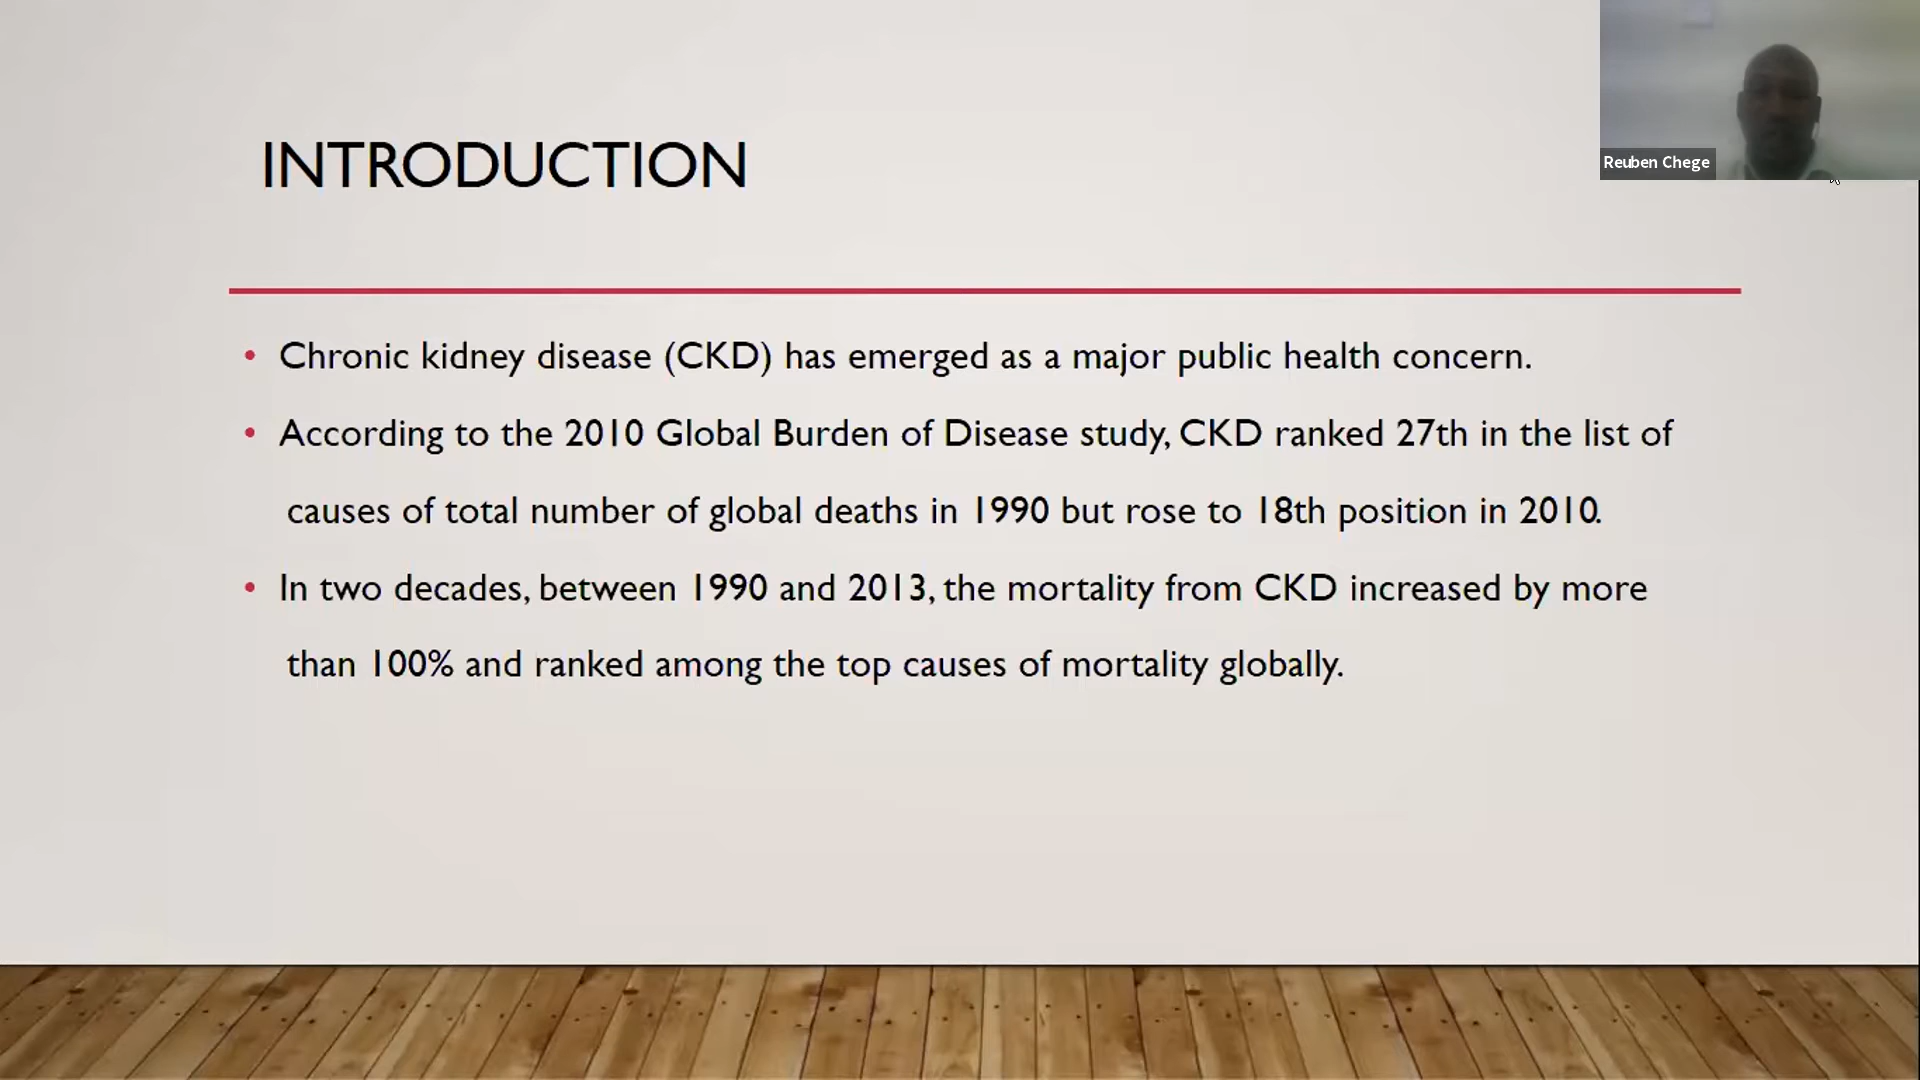 Reuben Chege
INTRODUCTION
• Chronic kidney disease (CKD) has emerged as a major public health concern.
• According to the 2010 Global Burden of Disease study, CKD ranked 27th in the list of
causes of total number of global deaths in 1990 but rose to 18th position in 2010.
• In two decades, between 1990 and 2013, the mortality from CKD increased by more
than 100% and ranked among the top causes of mortality globally.